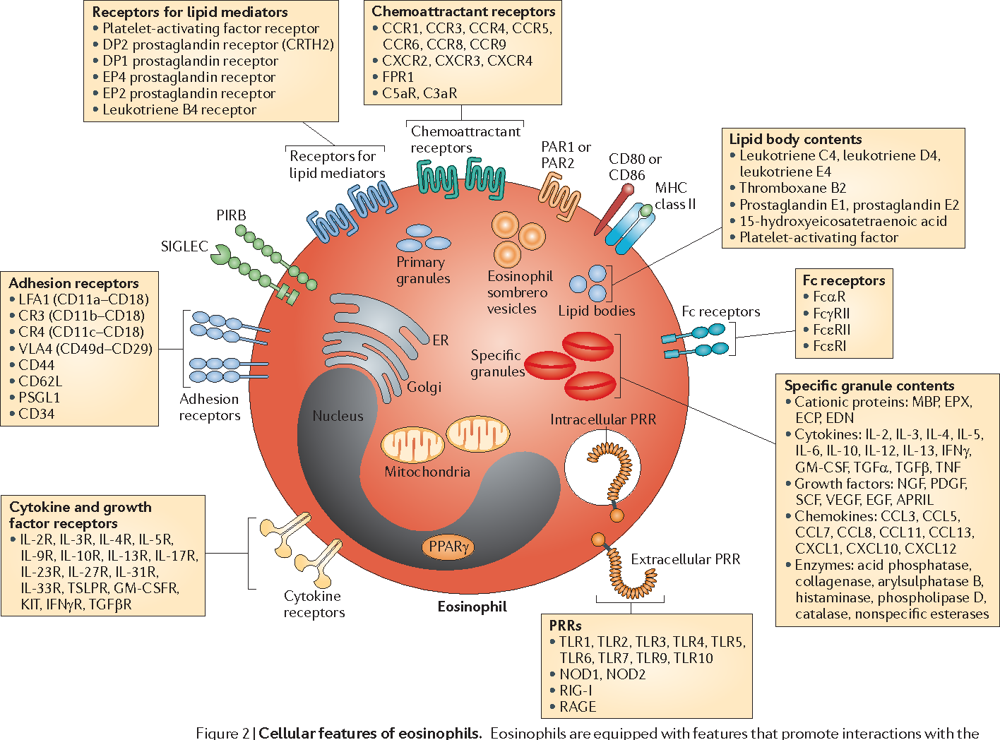 Receptors for lipid mediators
• Platelet-activating factor receptor
• DP2 prostaglandin receptor (CRTH2)
• DP1 prostaglandin receptor
• EP4 prostaglandin receptor
• EP2 prostaglandin receptor
• Leukotriene B4 receptor
Chemoattractant receptors
• CCR1, CCR3, CCR4, CCR5,
CCR6, CCR8, CCR9
• CXCR2, CXCR3, CXCR4
• FPR1
• C5aR, C3aR
Lipid body contents
• Leukotriene C4, leukotriene D4,
leukotriene E4
• Thromboxane B2
• Prostaglandin E1, prostaglandin E2
• 15-hydroxyeicosatetraenoic acid
• Platelet-activating factor
Receptors for
lipid mediators
Chemoattractant
receptors
PAR1 or
PAR2
CD80 or
CD86
MHC
class II
PIRB
SIGLEC
Primary
granules
Eosinophil
sombrero
vesicles
Lipid bodies
Adhesion receptors
• LFA1 (CD11a–CD18)
• CR3 (CD11b–CD18)
• CR4 (CD11c–CD18)
• VLA4 (CD49d–CD29)
• CD44
• CD62L
• PSGL1
• CD34
Adhesion
receptors
Fc receptors
Fc receptors
• FcαR
• FcγRII
• FcεRII
• FcεRI
ER
Golgi
Specific
granules
Nucleus
Intracellular PRR
Mitochondria
Specific granule contents
• Cationic proteins: MBP, EPX,
ECP, EDN
• Cytokines: IL-2, IL-3, IL-4, IL-5,
IL-6, IL-10, IL-12, IL-13, IFNγ,
GM-CSF, TGFα, TGFβ, TNF
• Growth factors: NGF, PDGF,
SCF, VEGF, EGF, APRIL
• Chemokines: CCL3, CCL5,
CCL7, CCL8, CCL11, CCL13,
CXCL1, CXCL10, CXCL12
• Enzymes: acid phosphatase,
collagenase, arylsulphatase B,
histaminase, phospholipase D,
catalase, nonspecific esterases
Cytokine and growth
factor receptors
• IL-2R, IL-3R, IL-4R, IL-5R,
IL-9R, IL-10R, IL-13R, IL-17R,
IL-23R, IL-27R, IL-31R,
IL-33R, TSLPR, GM-CSFR,
KIT, IFNγR, TGFβR
Cytokine
receptors
PPARγ
Extracellular PRR
Eosinophil
PRRs
• TLR1, TLR2, TLR3, TLR4, TLR5,
TLR6, TLR7, TLR9, TLR10
• NOD1, NOD2
• RIG-I
• RAGE
Figure 2 | Cellular features of eosinophils. Eosinophils are equipped with features that promote interactions with the